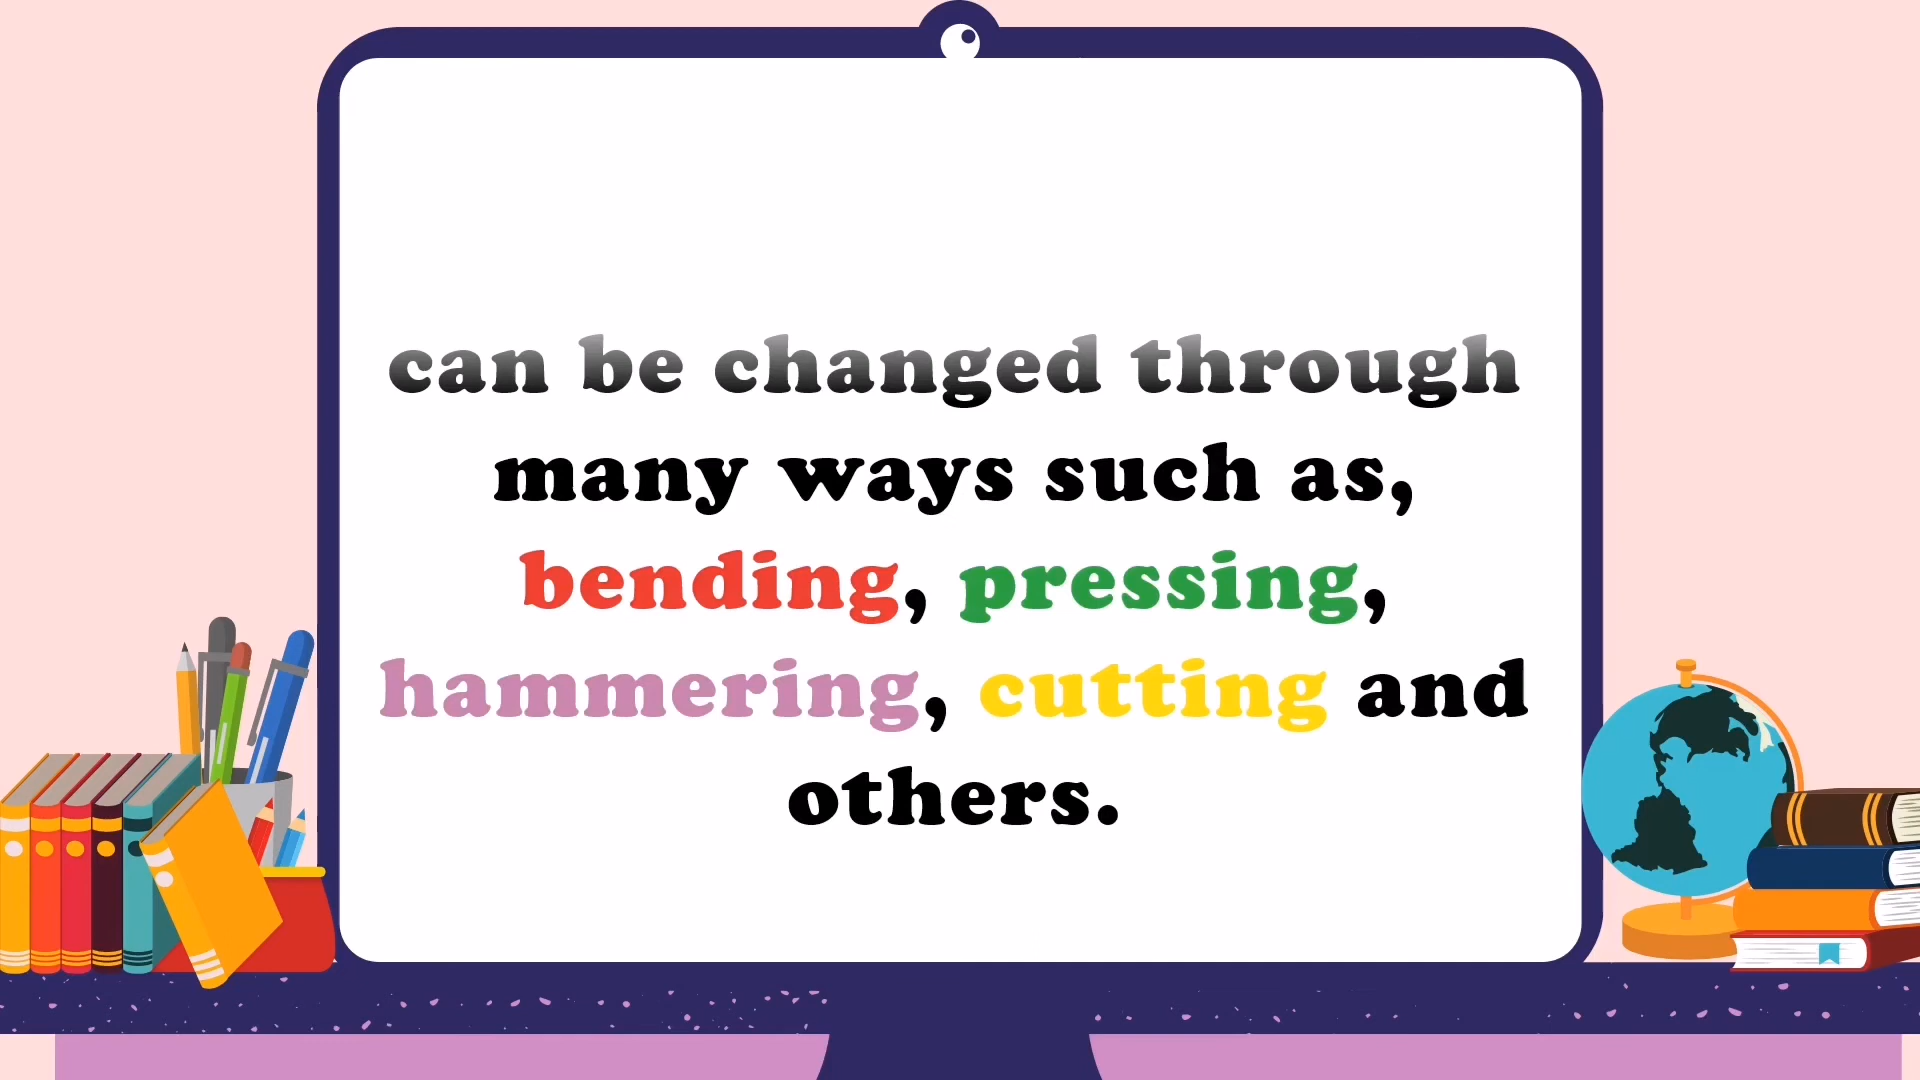 can be changed through
many ways such as,
bending, pressing,
hammering, cutting and
others.